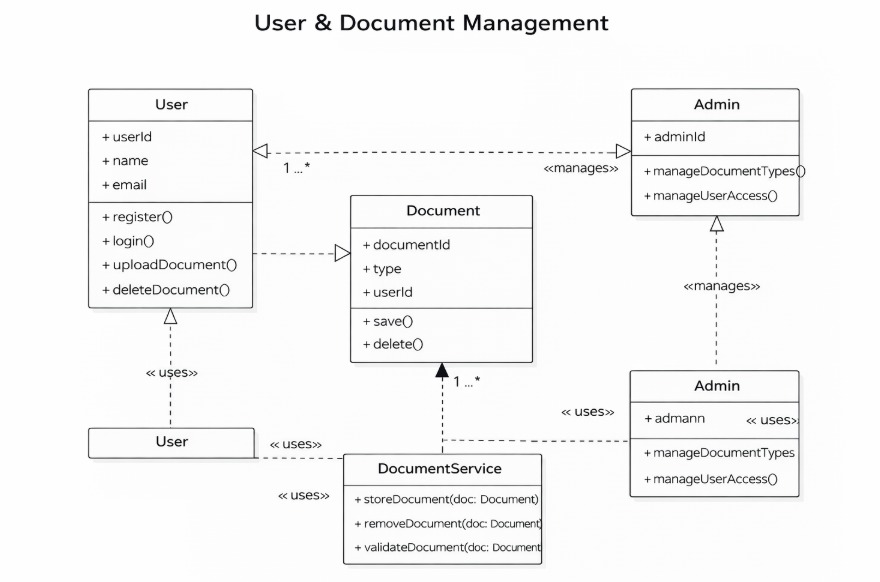 User & Document Management
User
+ userId
+ name
+ email
+ register()
+ login()
+ uploadDocument()
+ deleteDocument()
1 ...*
«manages»
Admin
+ adminId
+ manageDocumentTypes()
+ manageUserAccess()
Document
+ documentId
+ type
+ userId
+ save()
+ delete()
« uses»
«manages»
1 ...*
User
« uses»
« uses»
DocumentService
+ storeDocument(doc: Document)
+ removeDocument(doc: Document)
+ validateDocument(doc: Document
« uses»
Admin
+ admann
« uses»
+ manageDocumentTypes
+ manageUserAccess()